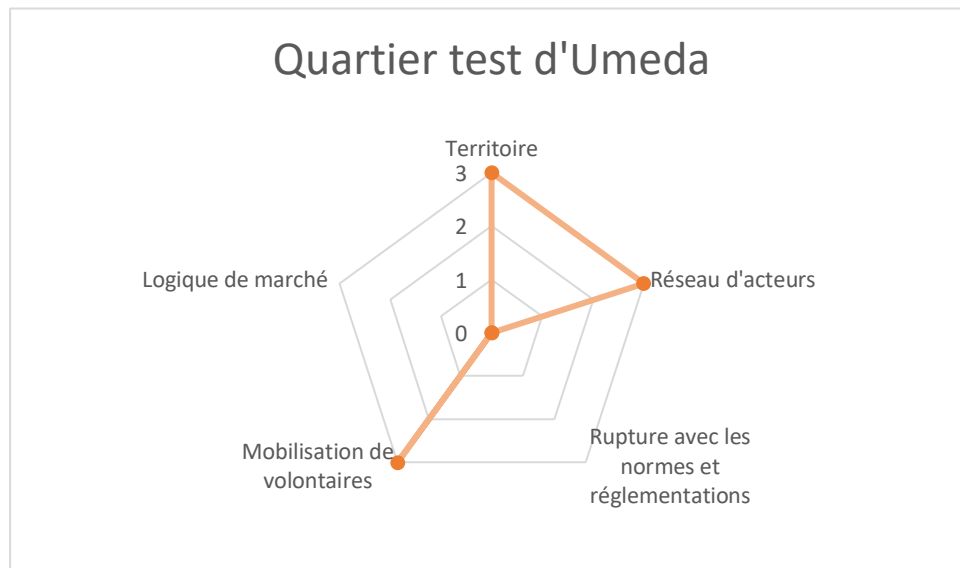 Quartier test d'Umeda
Territoire
3
2
1
0
Logique de marché
Réseau d'acteurs
Mobilisation de
volontaires
Rupture avec les
normes et
réglementations